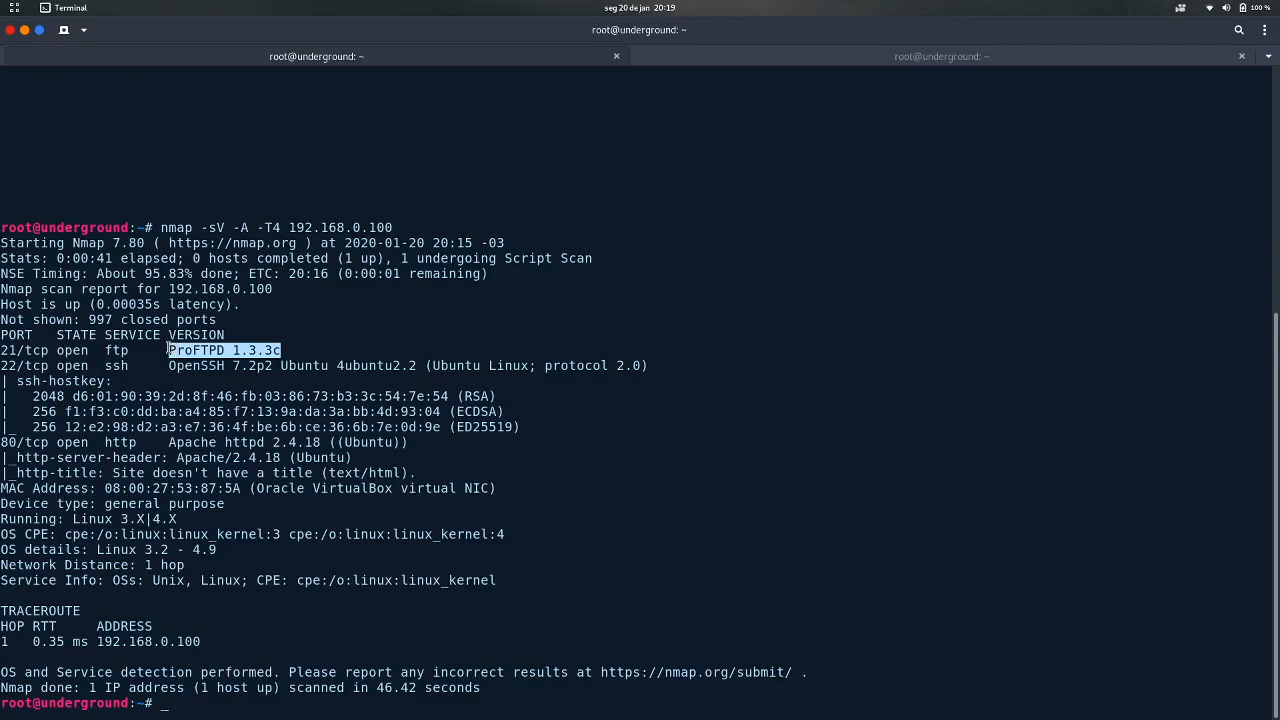 Terminal
seg 20 de jan 20:19
100 %
root@underground: ~
root@underground: ~
root@underground: ~
root@underground:~# nmap -sV -A -T4 192.168.0.100
Starting Nmap 7.80 ( https://nmap.org ) at 2020-01-20 20:15 -03
Stats: 0:00:41 elapsed; 0 hosts completed (1 up), 1 undergoing Script Scan
NSE Timing: About 95.83% done; ETC: 20:16 (0:00:01 remaining)
Nmap scan report for 192.168.0.100
Host is up (0.00035s latency).
Not shown: 997 closed ports
PORT   STATE SERVICE VERSION
21/tcp open  ftp     ProFTPD 1.3.3c
22/tcp open  ssh     OpenSSH 7.2p2 Ubuntu 4ubuntu2.2 (Ubuntu Linux; protocol 2.0)
| ssh-hostkey:
|   2048 d6:01:90:39:2d:8f:46:fb:03:86:73:b3:3c:54:7e:54 (RSA)
|   256 f1:f3:c0:dd:ba:a4:85:f7:13:9a:da:3a:bb:4d:93:04 (ECDSA)
|_  256 12:e2:98:d2:a3:e7:36:4f:be:6b:ce:36:6b:7e:0d:9e (ED25519)
80/tcp open  http    Apache httpd 2.4.18 ((Ubuntu))
|_http-server-header: Apache/2.4.18 (Ubuntu)
|_http-title: Site doesn't have a title (text/html).
MAC Address: 08:00:27:53:87:5A (Oracle VirtualBox virtual NIC)
Device type: general purpose
Running: Linux 3.X|4.X
OS CPE: cpe:/o:linux:linux_kernel:3 cpe:/o:linux:linux_kernel:4
OS details: Linux 3.2 - 4.9
Network Distance: 1 hop
Service Info: OSs: Unix, Linux; CPE: cpe:/o:linux:linux_kernel
TRACEROUTE
HOP RTT     ADDRESS
1   0.35 ms 192.168.0.100
OS and Service detection performed. Please report any incorrect results at https://nmap.org/submit/ .
Nmap done: 1 IP address (1 host up) scanned in 46.42 seconds
root@underground:~# _